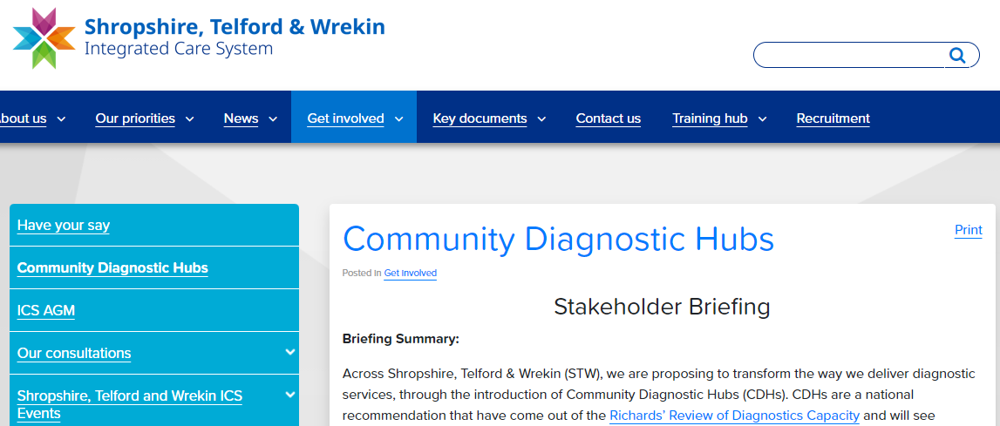 Shropshire, Telford & Wrekin
Integrated Care System
bout us
Our priorities
News
Get involved
Key documents
Contact us
Training hub
Recruitment
Have your say
Community Diagnostic Hubs
ICS AGM
Our consultations
Shropshire, Telford and Wrekin ICS
Events
Community Diagnostic Hubs
Print
Posted in Get involved
Stakeholder Briefing
Briefing Summary:
Across Shropshire, Telford & Wrekin (STW), we are proposing to transform the way we deliver diagnostic
services, through the introduction of Community Diagnostic Hubs (CDHs). CDHs are a national
recommendation that have come out of the Richards’ Review of Diagnostics Capacity and will see